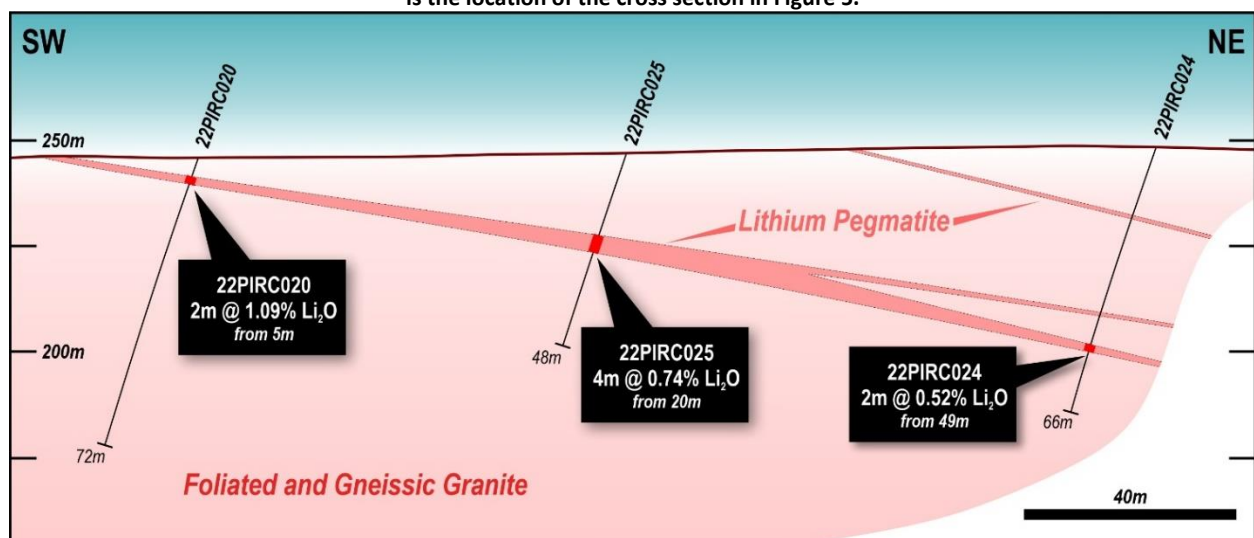 is the location of the cross section in Figure 5.
SW
NE
22PIRC020
22PIRC025
22PIRC024
250m
Lithium Pegmatite
200m
22PIRC020
2m @ 1.09% Li₂O
from 5m
48m
22PIRC025
4m @ 0.74% Li₂O
from 20m
22PIRC024
2m @ 0.52% Li₂O
from 49m
66m
72m
Foliated and Gneissic Granite
40m